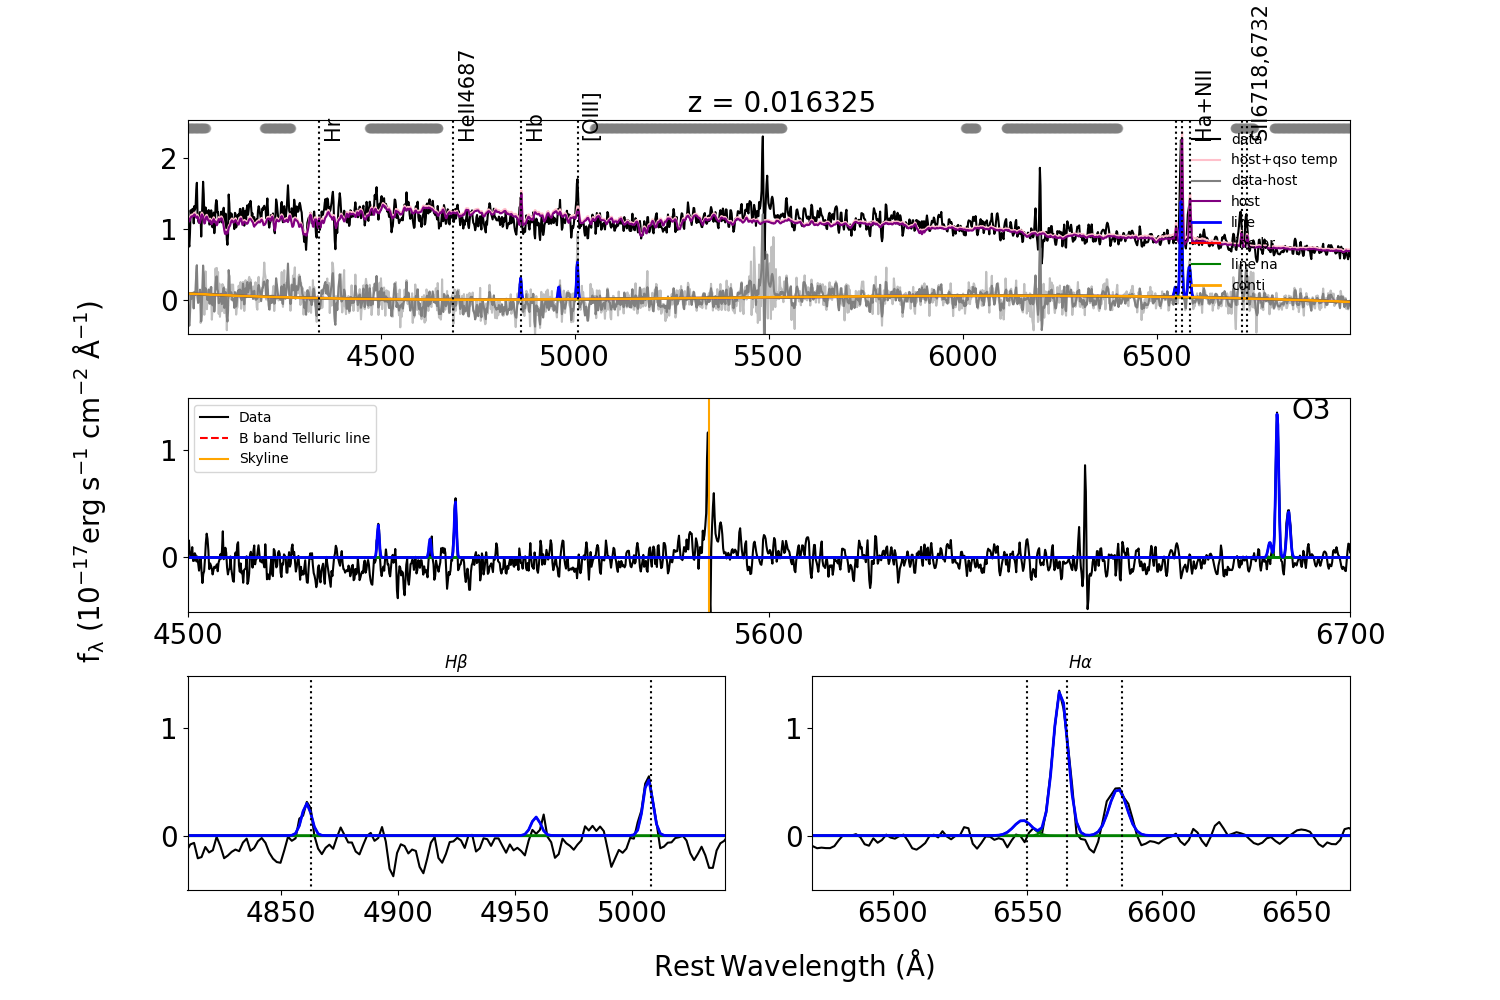 z = 0.016325
Hr
HeII4687
Hb
[OIII]
Ha+NII
SII6718,6732
data
host+qso temp
data-host
host
line
line na
conti
2
1
0
4500 5000 5500 6000 6500
Data
B band Telluric line
Skyline
O3
1
0
4500 5600 6700
fλ (10−17erg s−1 cm−2 Å−1)
Hβ
1
0
4850 4900 4950 5000
Hα
1
0
6500 6550 6600 6650
Rest Wavelength (Å)